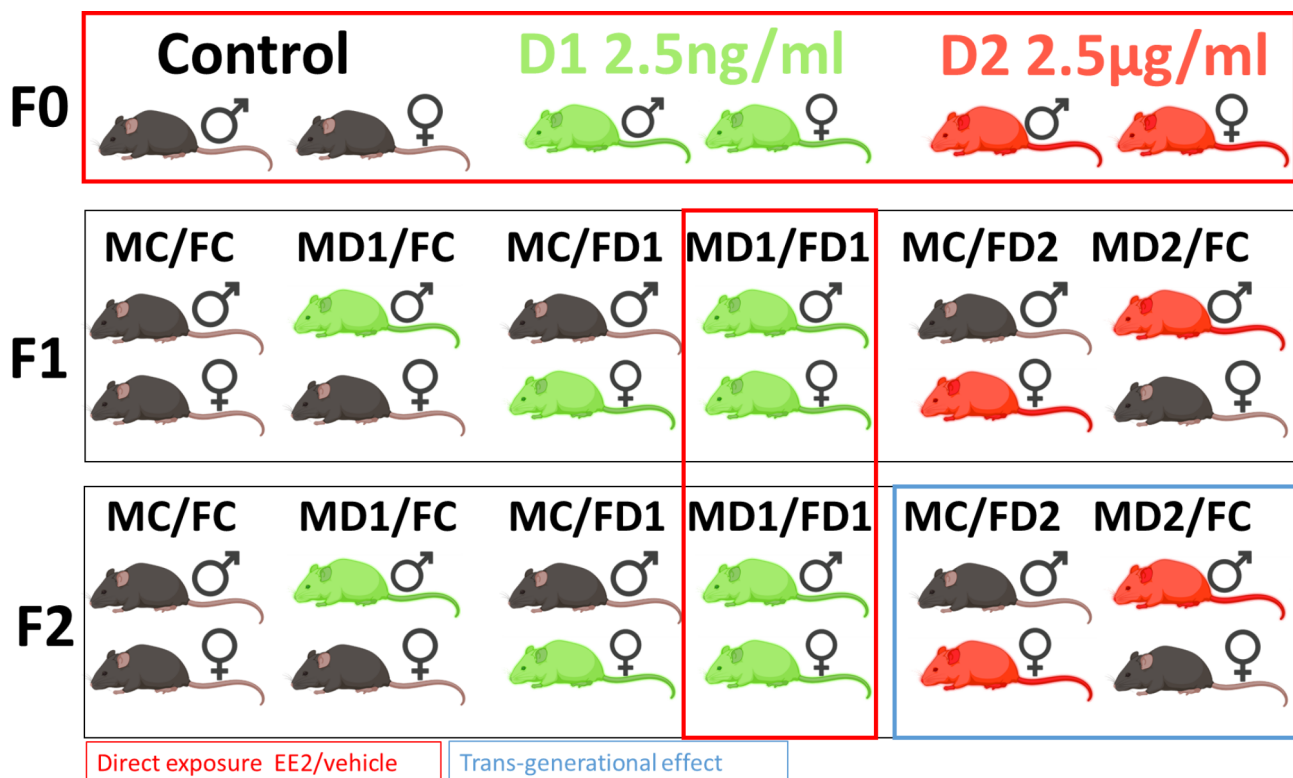 Control D1 2.5ng/ml D2 2.5µg/ml
F0
♂ ♀ ♂ ♀ ♂ ♀
MC/FC MD1/FC MC/FD1 MD1/FD1 MC/FD2 MD2/FC
♂ ♂ ♂ ♂ ♂ ♂
F1
♀ ♀ ♀ ♀ ♀ ♀
MC/FC MD1/FC MC/FD1 MD1/FD1 MC/FD2 MD2/FC
♂ ♂ ♂ ♂ ♂ ♂
F2
♀ ♀ ♀ ♀ ♀ ♀
Direct exposure EE2/vehicle Trans-generational effect